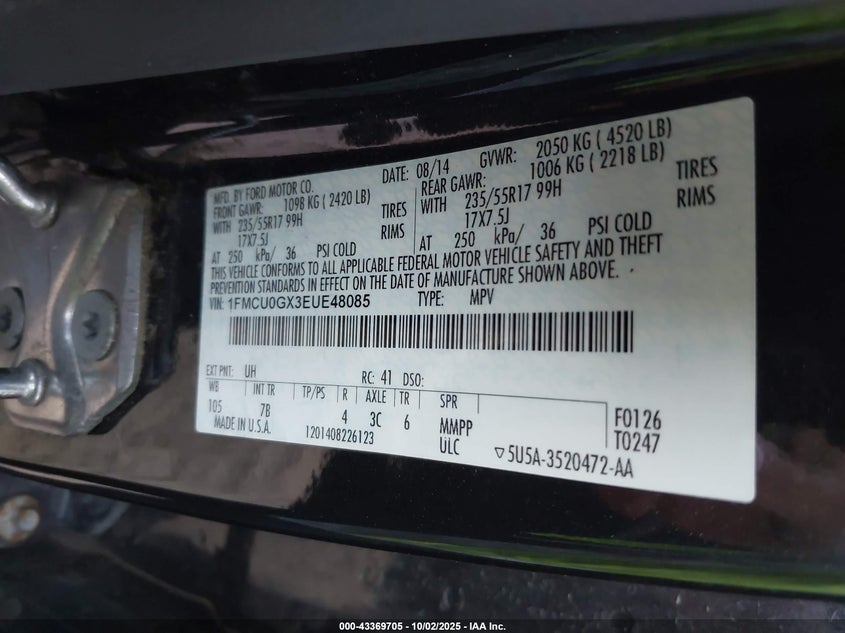 MFD. BY FORD MOTOR CO. DATE: 08/14 GVWR: 2050 KG ( 4520 LB)
FRONT GAWR: 1098 KG ( 2420 LB) REAR GAWR: 1006 KG ( 2218 LB)
WITH 235/55R17 99H TIRES WITH 235/55R17 99H TIRES
17X7.5J RIMS 17X7.5J RIMS
AT 250 kPa/ 36 PSI COLD AT 250 kPa/ 36 PSI COLD
THIS VEHICLE CONFORMS TO ALL APPLICABLE FEDERAL MOTOR VEHICLE SAFETY AND THEFT
PREVENTION STANDARDS IN EFFECT ON THE DATE OF MANUFACTURE SHOWN ABOVE.
VIN: 1FMCU0GX3EUE48085 TYPE: MPV
EXT PNT: UH RC: 41 DSO:
WB INT TR TP/PS R AXLE TR SPR
105 7B 4 3C 6 MMPP F0126
MADE IN U.S.A. 1201408226123 ULC T0247
▽5U5A-3520472-AA
000-43369705 - 10/02/2025 - IAA Inc.